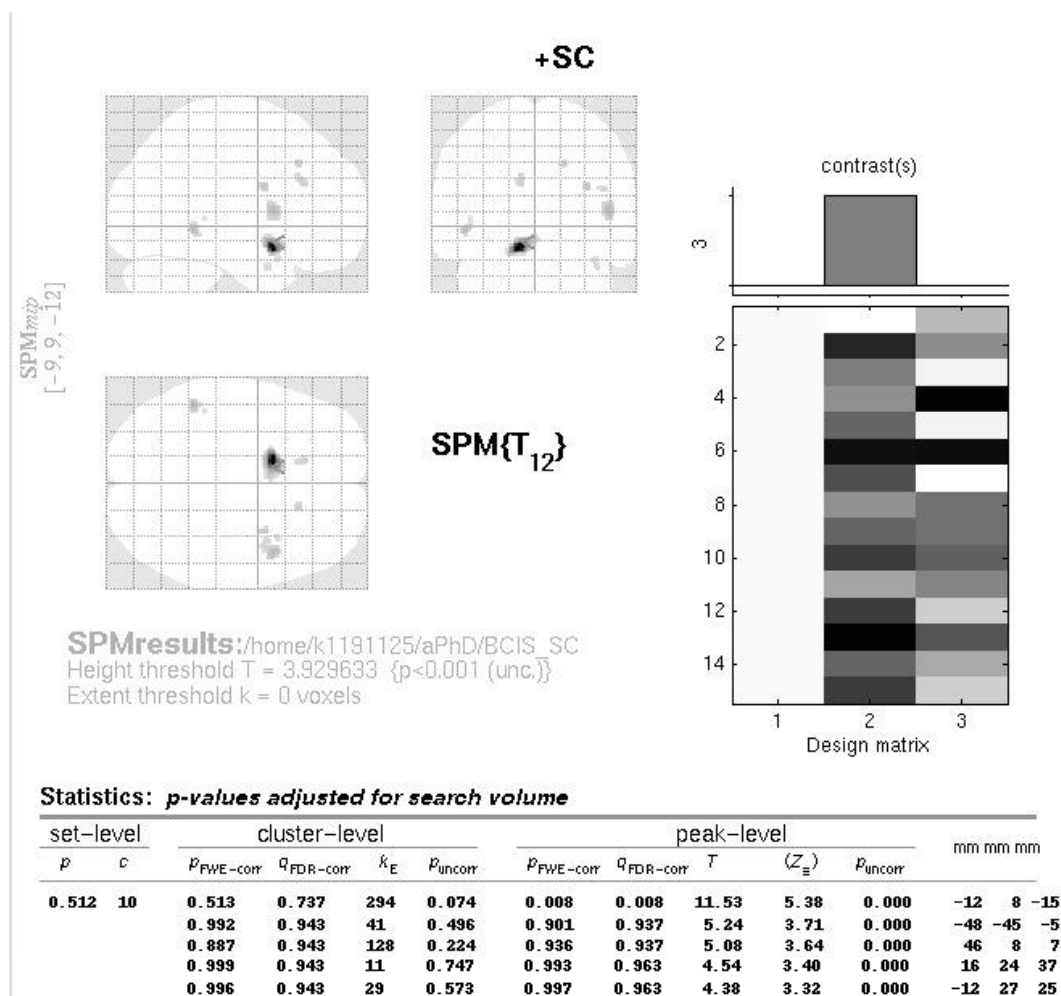 +SC
SPMmip
[-9, 9, -12]
SPM{T12}
contrast(s)
3
2
4
6
8
10
12
14
1 2 3
Design matrix
SPMresults:/home/k1191125/aPhD/BCIS_SC
Height threshold T = 3.929633 {p<0.001 (unc.)}
Extent threshold k = 0 voxels
Statistics: p-values adjusted for search volume
set-level cluster-level peak-level mm mm mm
p c pFWE-corr qFDR-corr kE puncorr pFWE-corr qFDR-corr T (Z≡) puncorr
0.512 10 0.513 0.737 294 0.074 0.008 0.008 11.53 5.38 0.000 -12 8 -15
0.992 0.943 41 0.496 0.901 0.937 5.24 3.71 0.000 -48 -45 -5
0.887 0.943 128 0.224 0.936 0.937 5.08 3.64 0.000 46 8 7
0.999 0.943 11 0.747 0.993 0.963 4.54 3.40 0.000 16 24 37
0.996 0.943 29 0.573 0.997 0.963 4.38 3.32 0.000 -12 27 25